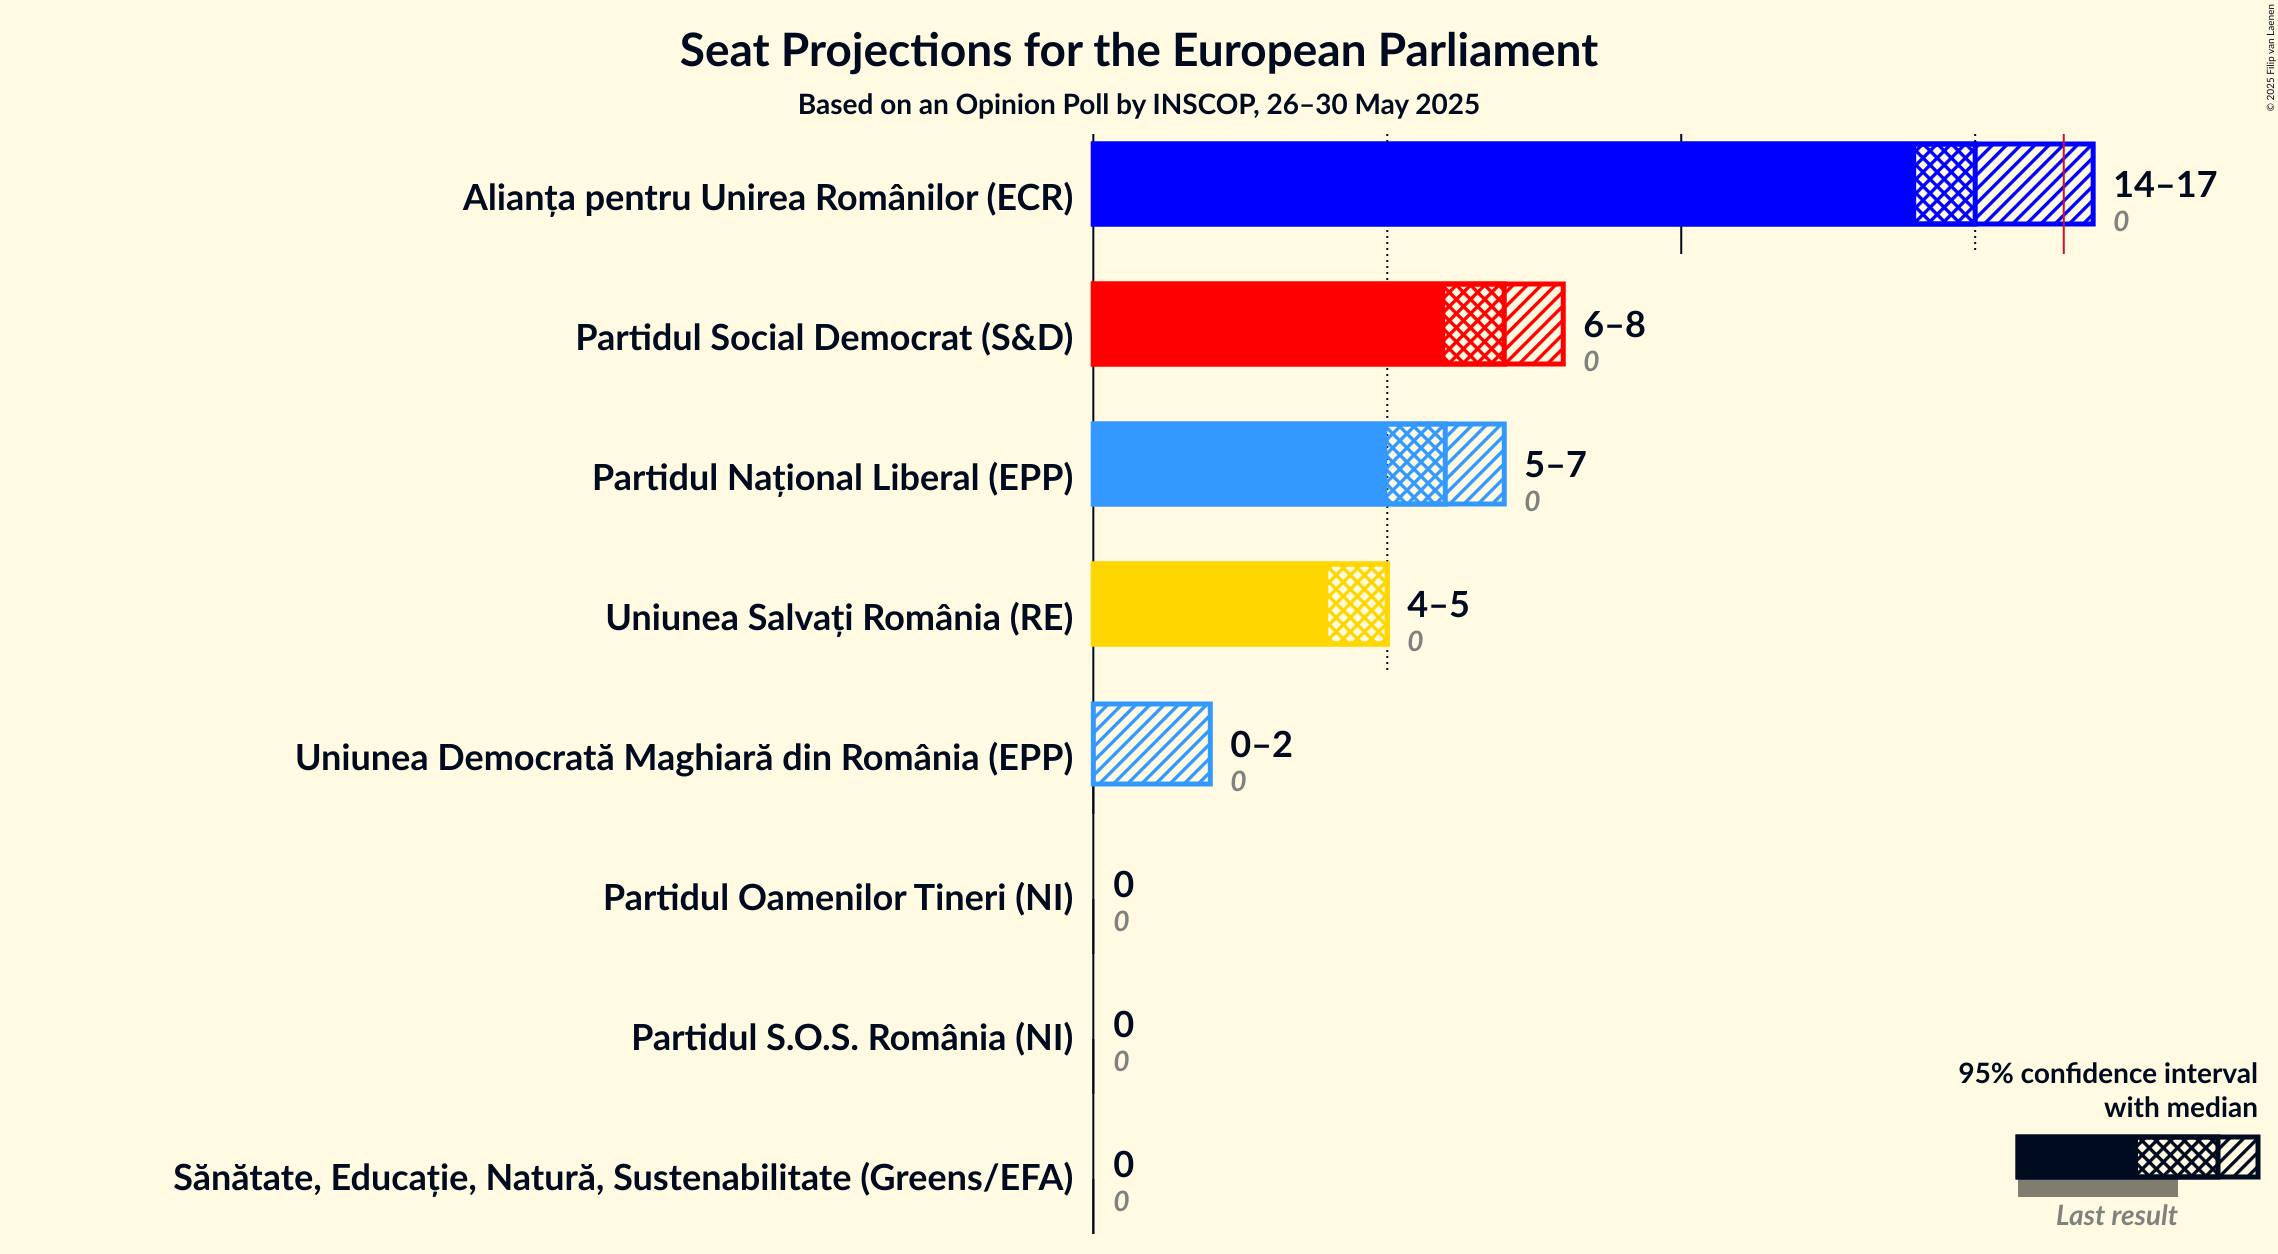 Seat Projections for the European Parliament
Based on an Opinion Poll by INSCOP, 26–30 May 2025
© 2025 Filip van Laenen
Alianța pentru Unirea Românilor (ECR)
14–17
0
Partidul Social Democrat (S&D)
6–8
0
Partidul Național Liberal (EPP)
5–7
0
Uniunea Salvați România (RE)
4–5
0
Uniunea Democrată Maghiară din România (EPP)
0–2
0
Partidul Oamenilor Tineri (NI)
0
0
Partidul S.O.S. România (NI)
0
0
Sănătate, Educație, Natură, Sustenabilitate (Greens/EFA)
0
0
95% confidence interval
with median
Last result